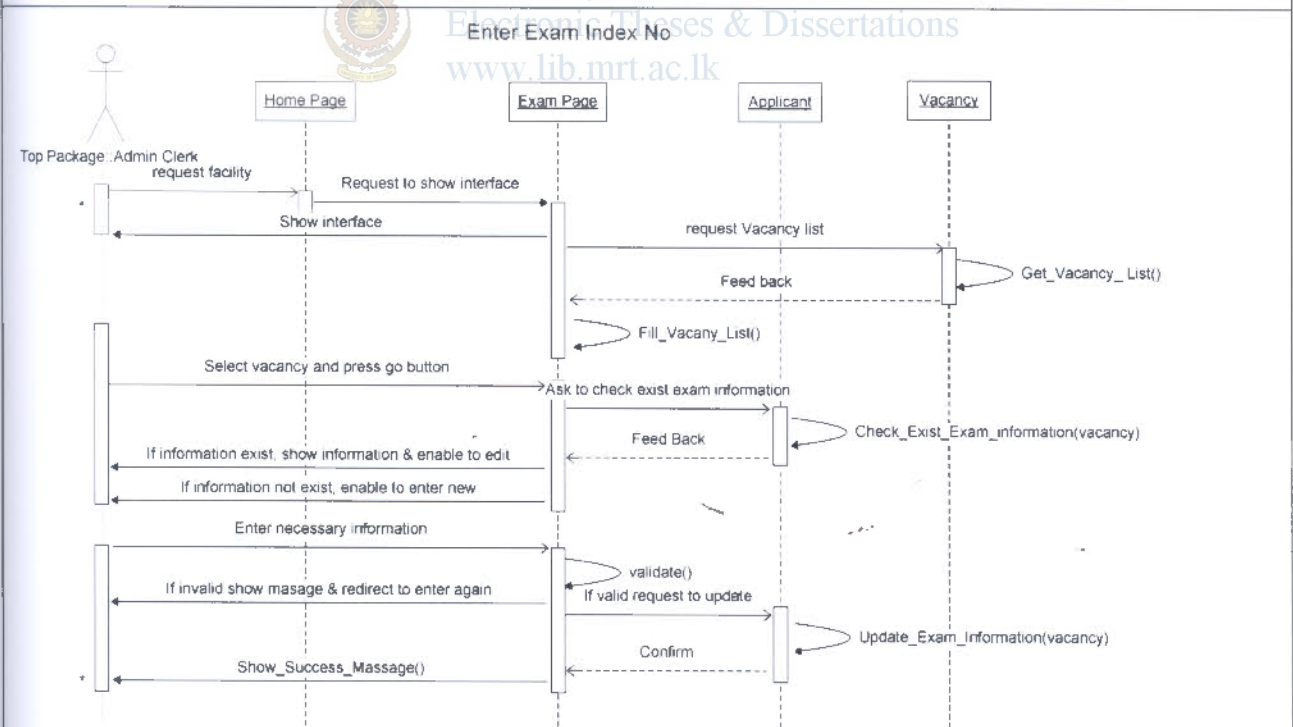 Electronic Theses & Dissertations
Enter Exam Index No
www.lib.mrt.ac.lk
Home Page
Exam Page
Applicant
Vacancy
Top Package::Admin Clerk
request facility
Request to show interface
Show interface
request Vacancy list
Get_Vacancy_ List()
Feed back
Fill_Vacany_List()
Select vacancy and press go button
Ask to check exist exam information
Check_Exist_Exam_information(vacancy)
Feed Back
If information exist, show information & enable to edit
If information not exist, enable to enter new
Enter necessary information
validate()
If invalid show masage & redirect to enter again
If valid request to update
Update_Exam_Information(vacancy)
Confirm
Show_Success_Massage()